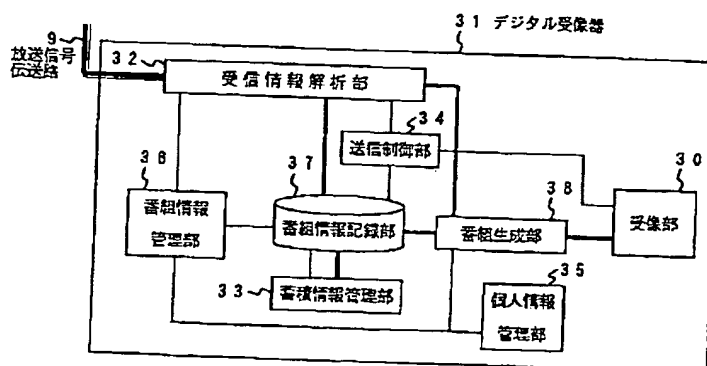 31 デジタル受像器
9
放送信号
伝送路
32
受信情報解析部
34
送信制御部
36
番組情報
管理部
37
番組情報記録部
38
番組生成部
30
受像部
33
蓄積情報管理部
35
個人情報
管理部